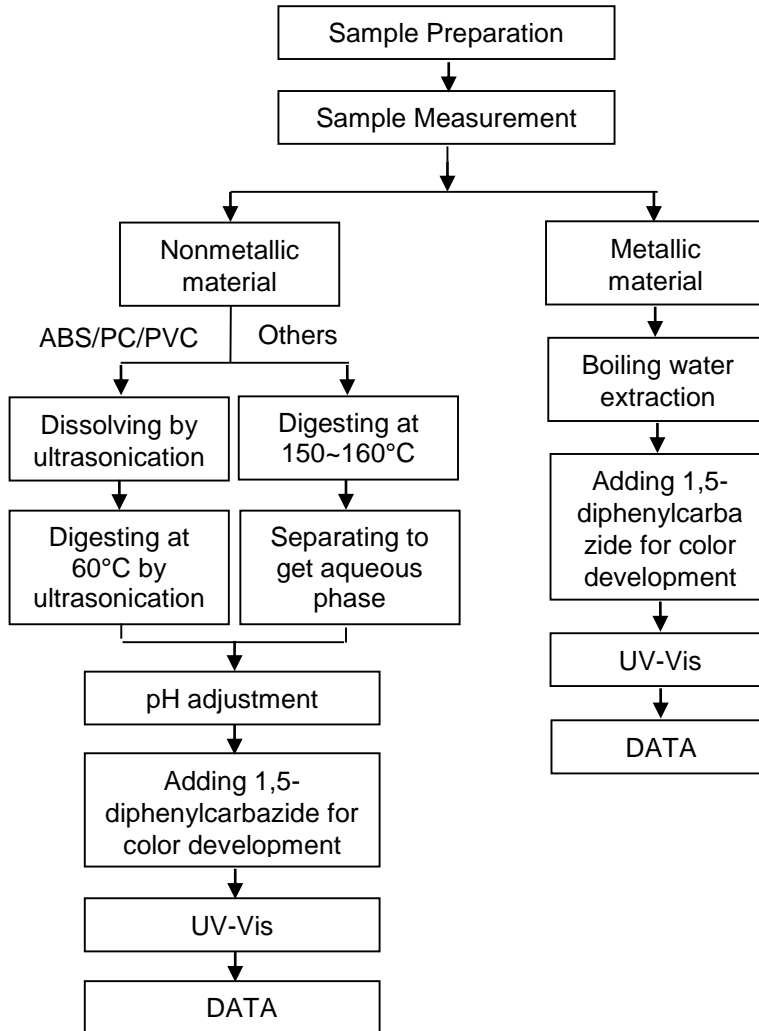 Sample Preparation
Sample Measurement
Nonmetallic
material
ABS/PC/PVC
Others
Dissolving by
ultrasonication
Digesting at
150~160°C
Digesting at
60°C by
ultrasonication
Separating to
get aqueous
phase
pH adjustment
Adding 1,5-
diphenylcarbazide for
color development
UV-Vis
DATA
Metallic
material
Boiling water
extraction
Adding 1,5-
diphenylcarba
zide for color
development
UV-Vis
DATA